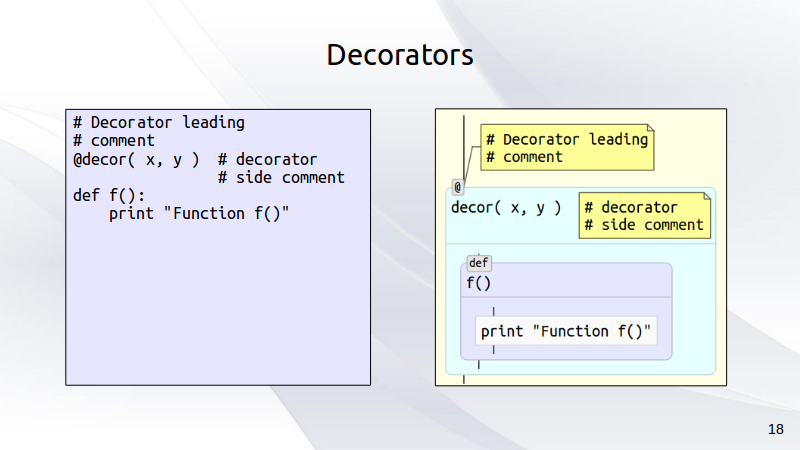 Decorators
# Decorator leading
# comment
@decor( x, y )  # decorator
                # side comment
def f():
    print "Function f()"
# Decorator leading
# comment
@
decor( x, y )
# decorator
# side comment
def
f()
print "Function f()"
18